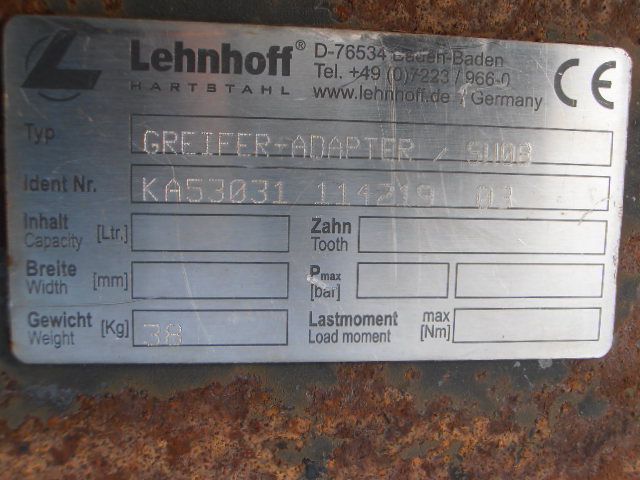 Lehnhoff® D-76534 Baden-Baden
HARTSTAHL Tel. +49 (0)7223 / 966-0
www.lehnhoff.de / Germany CE
Typ GREIFER-ADAPTER / SW08
Ident Nr. KA53031 114219 03
Inhalt Capacity [Ltr.] Zahn Tooth
Breite Width [mm] Pmax [bar]
Gewicht Weight [Kg] 38 Lastmoment Load moment max [Nm]